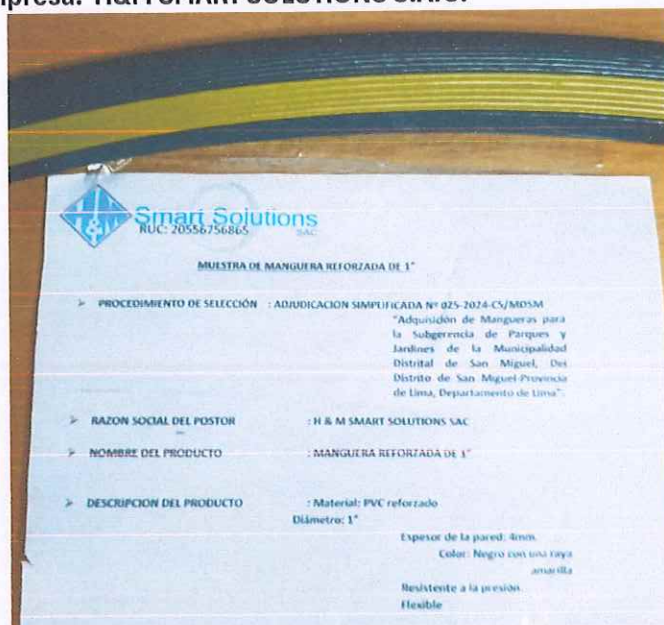 Smart Solutions
RUC: 20556756865 SAC
MUESTRA DE MANGUERA REFORZADA DE 1"
➤ PROCEDIMIENTO DE SELECCIÓN : ADJUDICACION SIMPLIFICADA Nº 025-2024-CS/MDSM
"Adquisición de Mangueras para
la Subgerencia de Parques y
Jardines de la Municipalidad
Distrital de San Miguel, Del
Distrito de San Miguel-Provincia
de Lima, Departamento de Lima".
➤ RAZON SOCIAL DEL POSTOR : H & M SMART SOLUTIONS SAC
➤ NOMBRE DEL PRODUCTO : MANGUERA REFORZADA DE 1"
➤ DESCRIPCION DEL PRODUCTO : Material: PVC reforzado
Diámetro: 1"
Espesor de la pared: 4mm.
Color: Negro con una raya
amarilla
Resistente a la presión.
Flexible